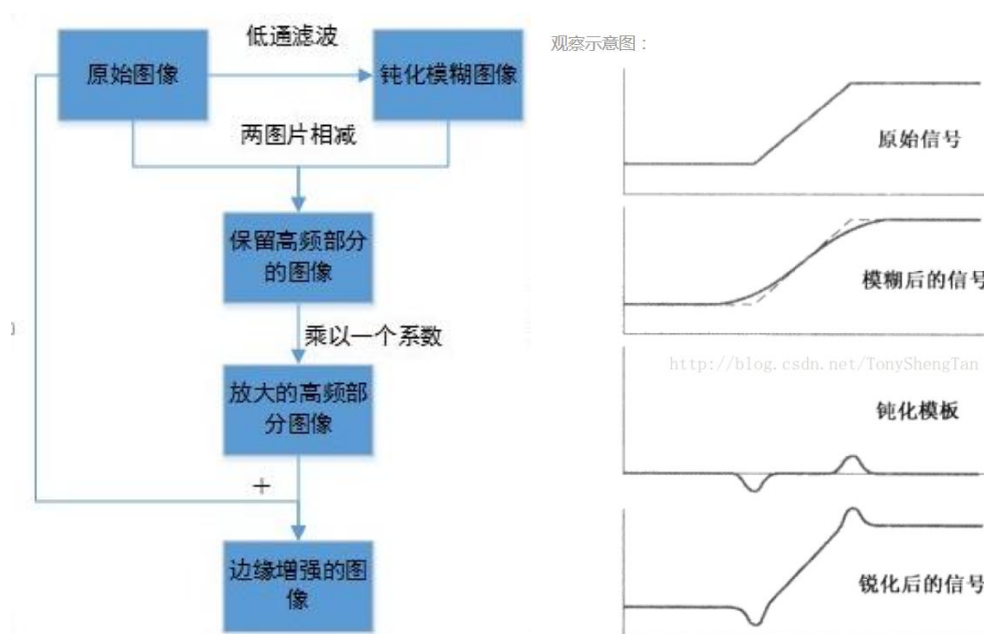 低通滤波
原始图像
钝化模糊图像
两图片相减
保留高频部分
的图像
乘以一个系数
放大的高频部
分图像
+
边缘增强的图
像
观察示意图：
原始信号
模糊后的信号
http://blog.csdn.net/TonyShengTan
钝化模板
锐化后的信号